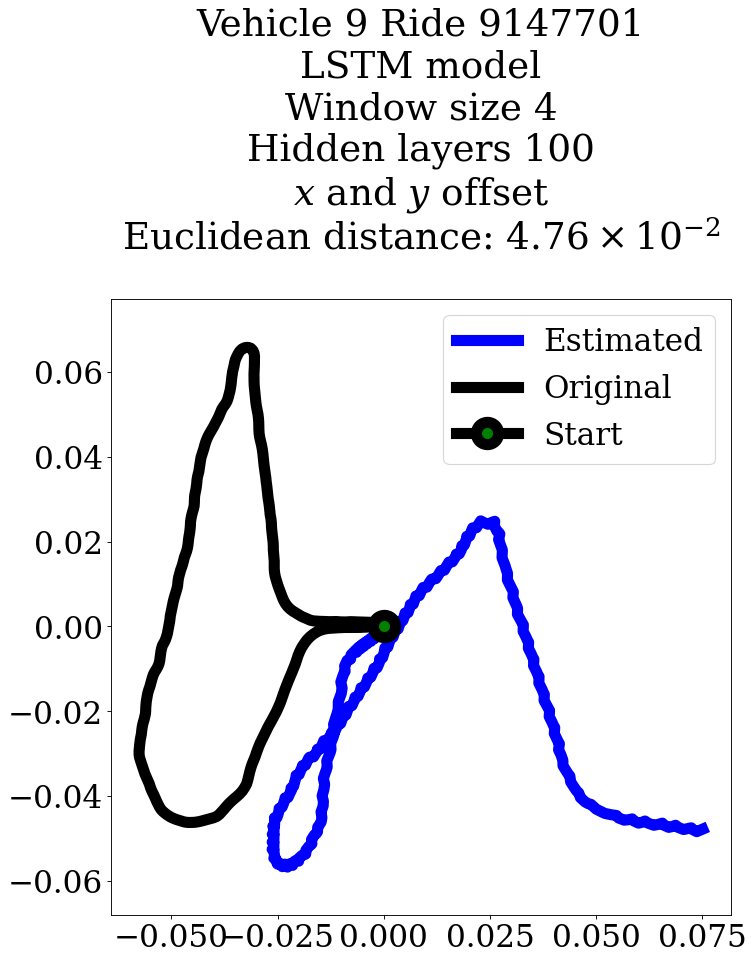 Vehicle 9 Ride 9147701
LSTM model
Window size 4
Hidden layers 100
x and y offset
Euclidean distance: 4.76 × 10⁻²
Estimated
Original
Start
0.06
0.04
0.02
0.00
−0.02
−0.04
−0.06
−0.050 −0.025 0.000 0.025 0.050 0.075